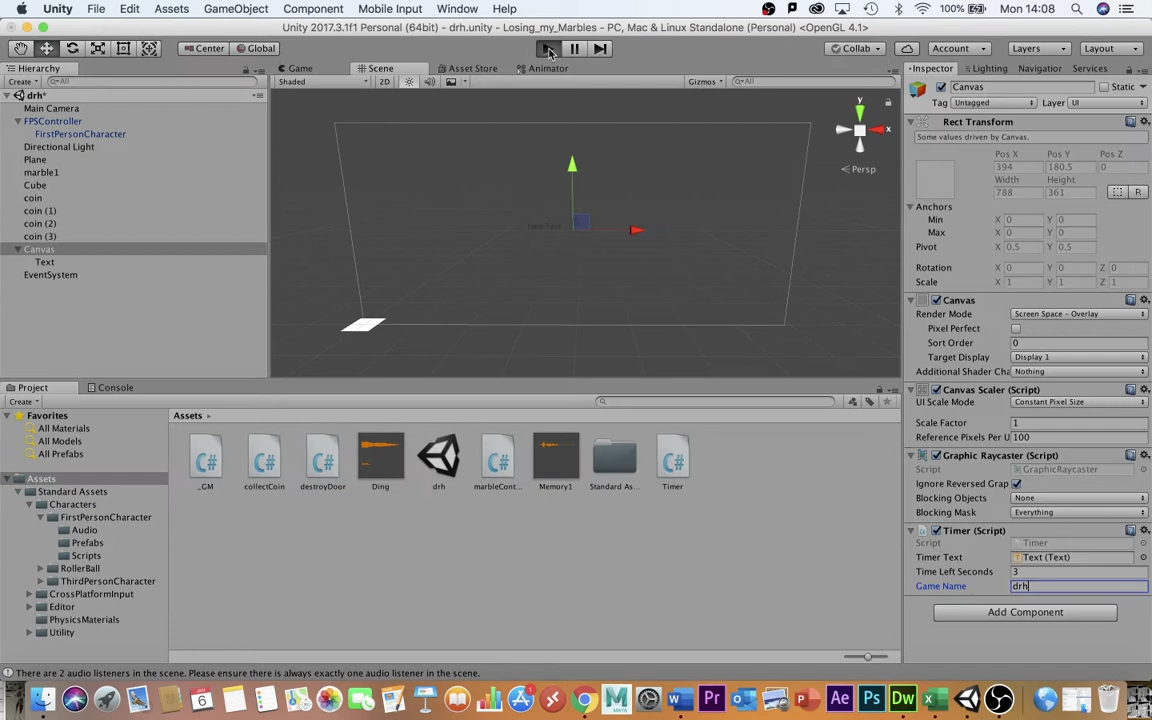 Unity File Edit Assets GameObject Component Mobile Input Window Help 100% Mon 14:08
Unity 2017.3.1f1 Personal (64bit) - drh.unity - Losing_my_Marbles - PC, Mac & Linux Standalone (Personal) <OpenGL 4.1>
Center Global Collab Account Layers Layout
Hierarchy Game Scene Asset Store Animator Inspector Lighting Navigatior Services
Create All Shaded 2D Gizmos All
Canvas Static
Tag Untagged Layer UI
drh*
Main Camera
FPSController
FirstPersonCharacter
Directional Light
Plane
marble1
Cube
coin
coin (1)
coin (2)
coin (3)
Canvas
Text
EventSystem
y
x
Persp
New Text
Rect Transform
Some values driven by Canvas.
Pos X Pos Y Pos Z
394 180.5 0
Width Height
788 361 R
Anchors
Min X 0 Y 0
Max X 0 Y 0
Pivot X 0.5 Y 0.5
Rotation X 0 Y 0 Z 0
Scale X 1 Y 1 Z 1
Canvas
Render Mode Screen Space - Overlay
Pixel Perfect
Sort Order 0
Target Display Display 1
Additional Shader Cha Nothing
Canvas Scaler (Script)
UI Scale Mode Constant Pixel Size
Scale Factor 1
Reference Pixels Per U 100
Graphic Raycaster (Script)
Script GraphicRaycaster
Ignore Reversed Grap
Blocking Objects None
Blocking Mask Everything
Timer (Script)
Script Timer
Timer Text Text (Text)
Time Left Seconds 3
Game Name drh
Add Component
Project Console
Create
Favorites
All Materials
All Models
All Prefabs
Assets
Standard Assets
Characters
FirstPersonCharacter
Audio
Prefabs
Scripts
RollerBall
ThirdPersonCharacter
CrossPlatformInput
Editor
PhysicsMaterials
Utility
Assets
_GM collectCoin destroyDoor Ding drh marbleCont... Memory1 Standard As... Timer
There are 2 audio listeners in the scene. Please ensure there is always exactly one audio listener in the scene.